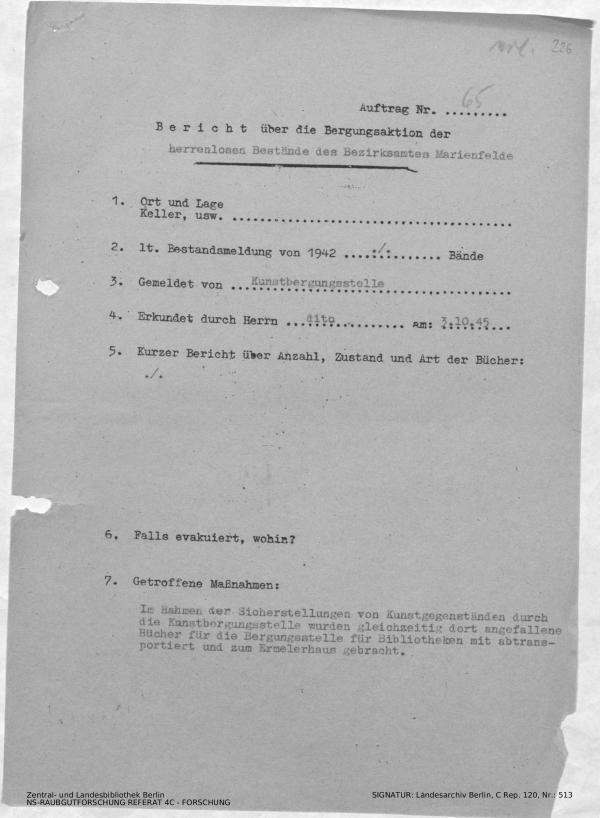 226
Auftrag Nr. ..65.......
B e r i c h t über die Bergungsaktion der
herrenlosen Bestände des Bezirksamtes Marienfelde
1. Ort und Lage
Keller, usw. ........................................
2. lt. Bestandsmeldung von 1942 ...../......... Bände
3. Gemeldet von ...Kunstbergungsstelle...................
4. Erkundet durch Herrn ...dito........... am: 3.10.45...
5. Kurzer Bericht über Anzahl, Zustand und Art der Bücher:
./.
6. Falls evakuiert, wohin?
7. Getroffene Maßnahmen:
Im Rahmen der Sicherstellungen von Kunstgegenständen durch
die Kunstbergungsstelle wurden gleichzeitig dort angefallene
Bücher für die Bergungsstelle für Bibliotheken mit abtrans-
portiert und zum Ermelerhaus gebracht.
Zentral- und Landesbibliothek Berlin
NS-RAUBGUTFORSCHUNG REFERAT 4C - FORSCHUNG
SIGNATUR: Landesarchiv Berlin, C Rep. 120, Nr.: 513